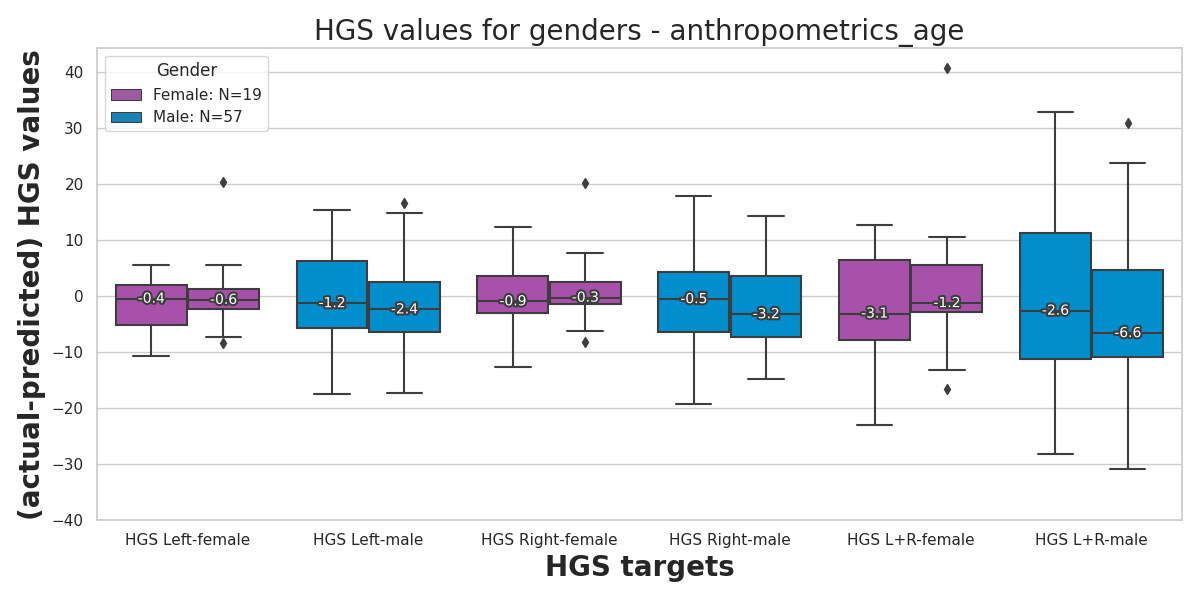 HGS values for genders - anthropometrics_age
(actual-predicted) HGS values
40
30
20
10
0
−10
−20
−30
−40
Gender
Female: N=19
Male: N=57
-0.4
-0.6
-1.2
-2.4
-0.9
-0.3
-0.5
-3.2
-3.1
-1.2
-2.6
-6.6
HGS Left-female
HGS Left-male
HGS Right-female
HGS Right-male
HGS L+R-female
HGS L+R-male
HGS targets